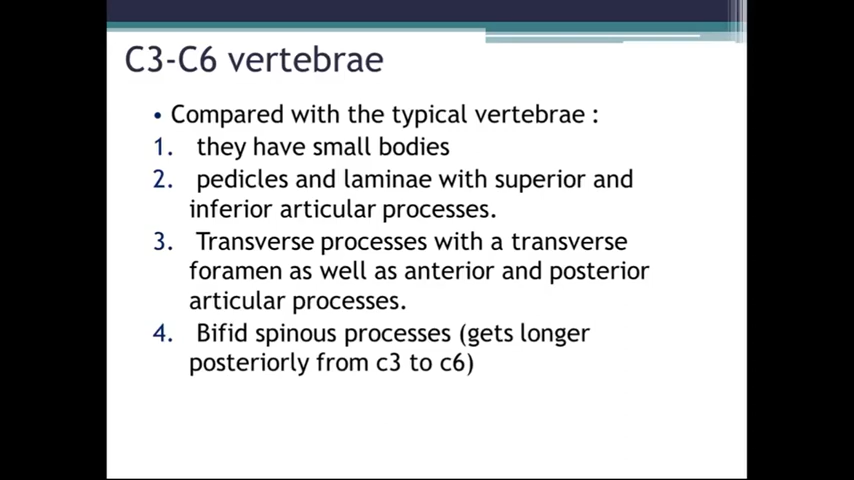 C3-C6 vertebrae
• Compared with the typical vertebrae :
1. they have small bodies
2. pedicles and laminae with superior and
inferior articular processes.
3. Transverse processes with a transverse
foramen as well as anterior and posterior
articular processes.
4. Bifid spinous processes (gets longer
posteriorly from c3 to c6)